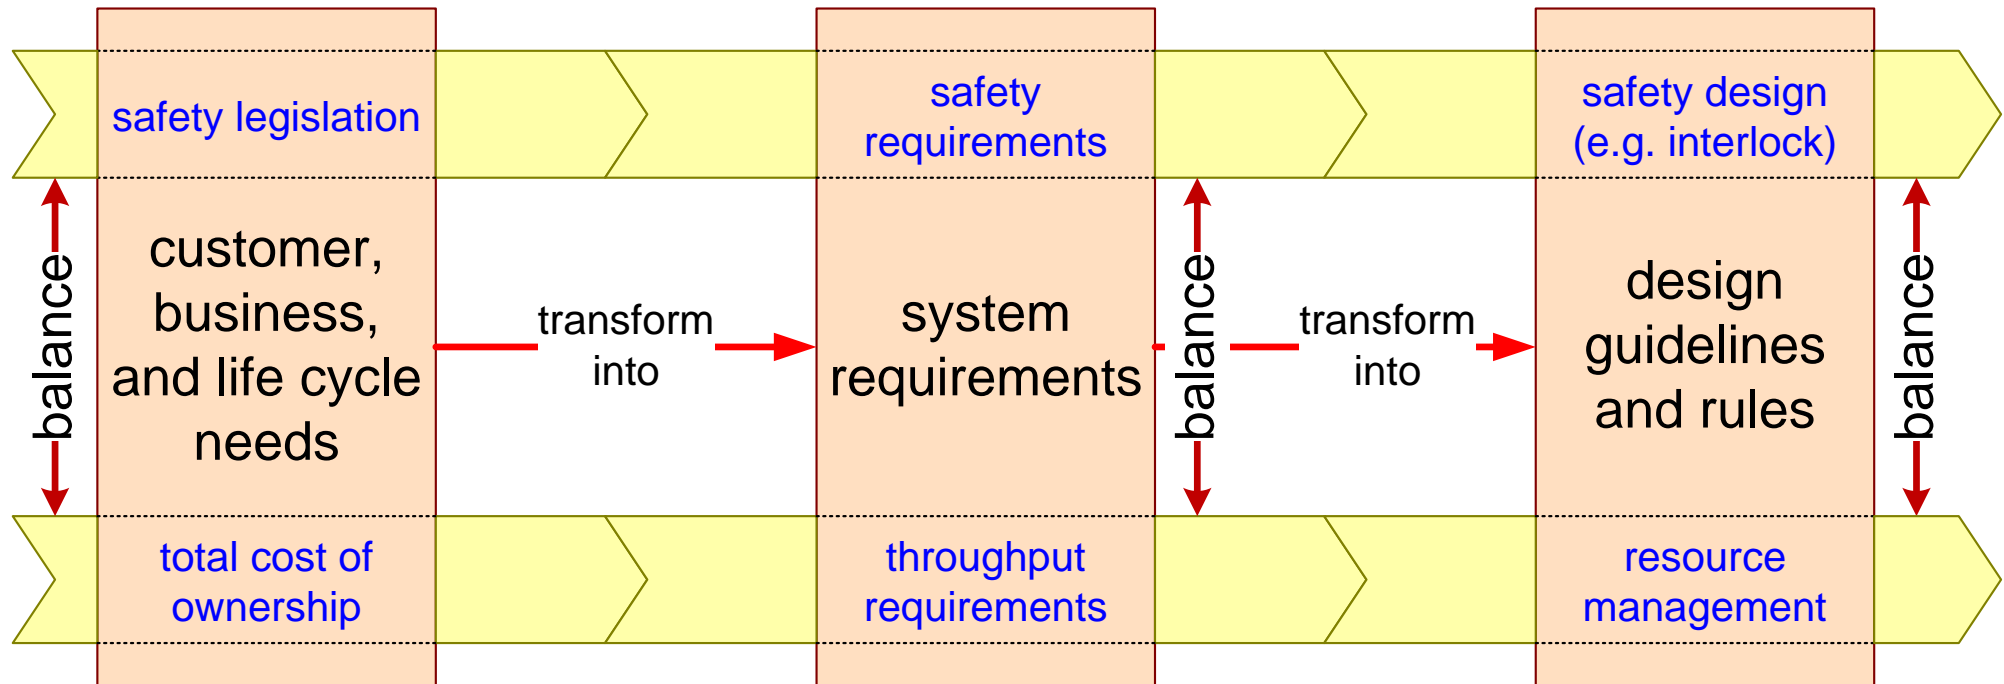 safety legislation
safety
requirements
safety design
(e.g. interlock)
balance
customer,
business,
and life cycle
needs
transform
into
system
requirements
balance
transform
into
design
guidelines
and rules
balance
total cost of
ownership
throughput
requirements
resource
management